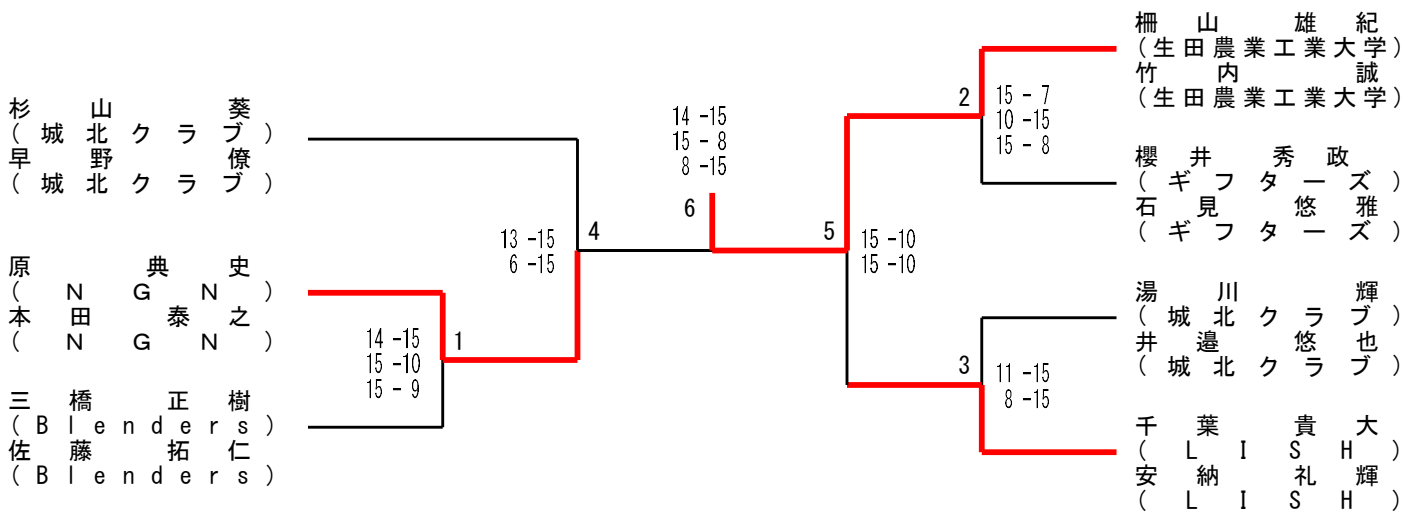 杉山葵
(城北クラブ)
早野僚
(城北クラブ)
原典史
(NGN)
本田泰之
(NGN)
三橋正樹
(Blenders)
佐藤拓仁
(Blenders)
14 -15
15 -10
15 - 9
1
13 -15
6 -15
4
14 -15
15 - 8
8 -15
6
5
15 -10
15 -10
2
15 - 7
10 -15
15 - 8
3
11 -15
8 -15
柵山雄紀
(生田農業工業大学)
竹内誠
(生田農業工業大学)
櫻井秀政
(ギフターズ)
石見悠雅
(ギフターズ)
湯川輝
(城北クラブ)
井邉悠也
(城北クラブ)
千葉貴大
(LISH)
安納礼輝
(LISH)